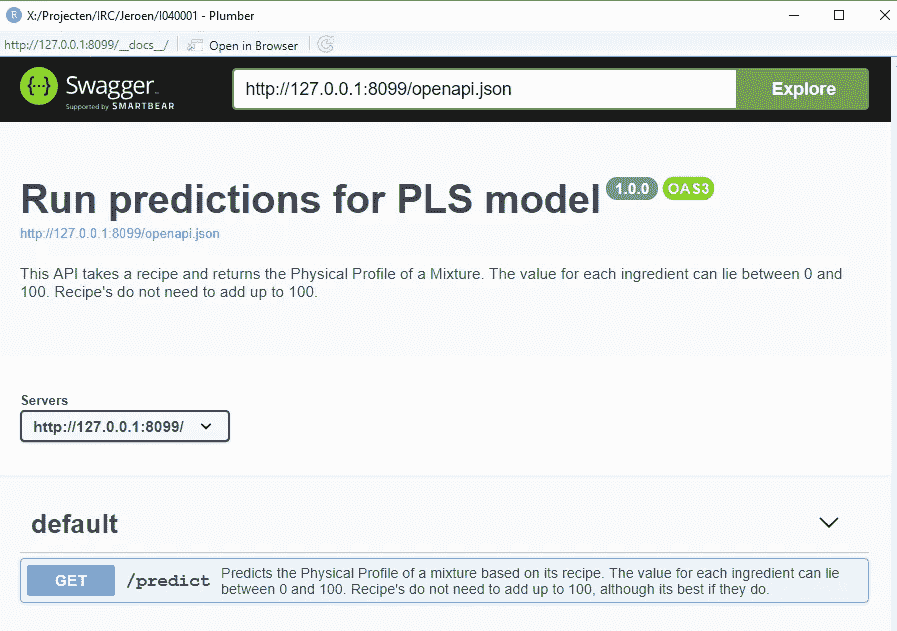 X:/Projecten/IRC/Jeroen/I040001 - Plumber
http://127.0.0.1:8099/__docs__/ Open in Browser
Swagger
Supported by SMARTBEAR
http://127.0.0.1:8099/openapi.json
Explore
Run predictions for PLS model 1.0.0 OAS3
http://127.0.0.1:8099/openapi.json
This API takes a recipe and returns the Physical Profile of a Mixture. The value for each ingredient can lie between 0 and
100. Recipe's do not need to add up to 100.
Servers
http://127.0.0.1:8099/
default
GET /predict Predicts the Physical Profile of a mixture based on its recipe. The value for each ingredient can lie
between 0 and 100. Recipe's do not need to add up to 100, although its best if they do.